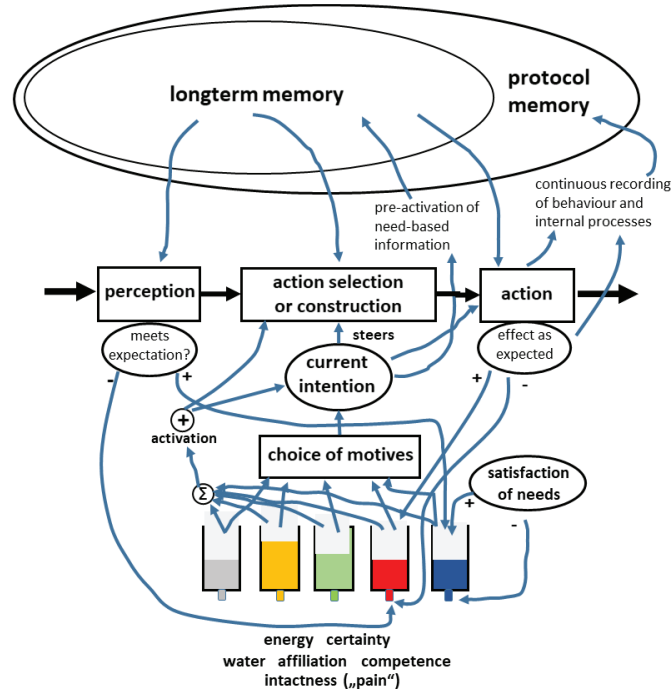 longterm memory
protocol
memory
pre-activation of
need-based
information
continuous recording
of behaviour and
internal processes
perception
action selection
or construction
action
meets
expectation?
steers
effect as
expected
current
intention
-
+
+
-
+
activation
choice of motives
satisfaction
of needs
Σ
+
-
energy certainty
water affiliation competence
intactness („pain“)